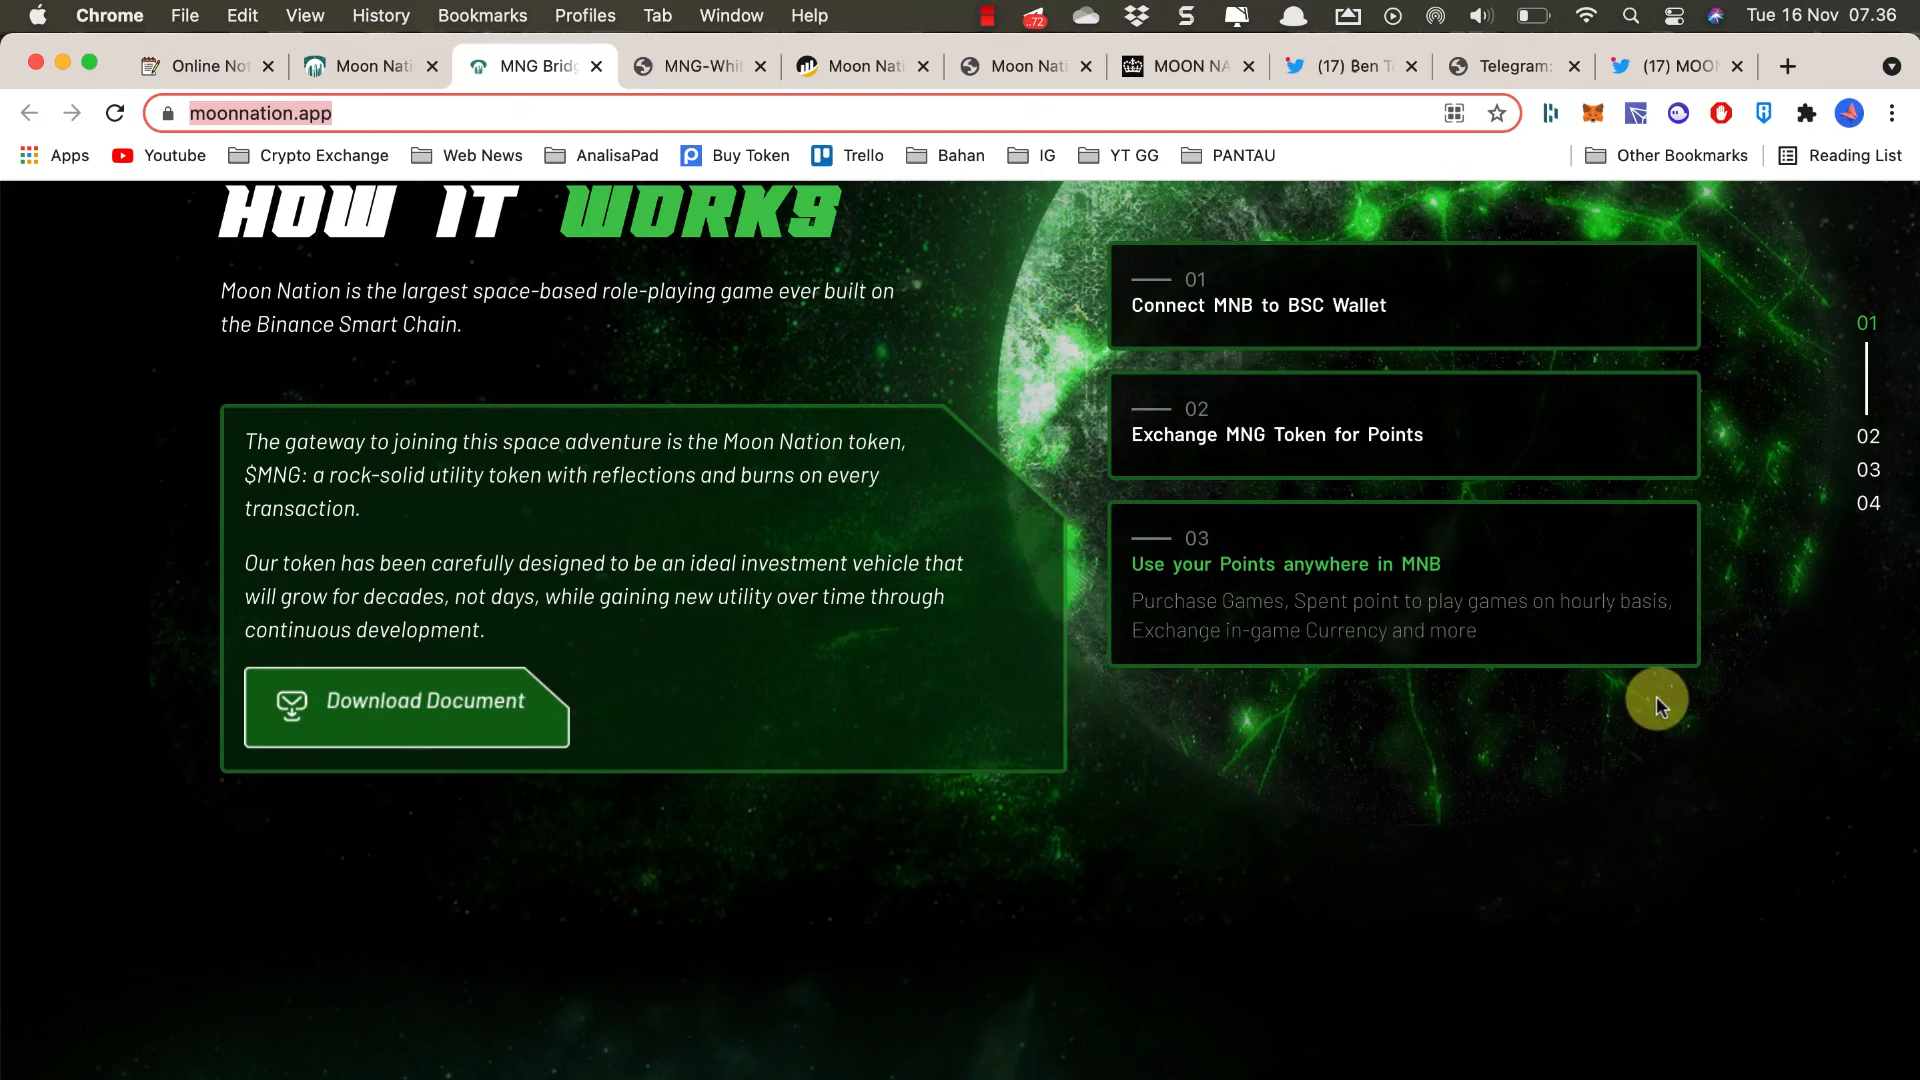 Chrome File Edit View History Bookmarks Profiles Tab Window Help
..72
Tue 16 Nov 07.36
Online Not
Moon Nati
MNG Bridg
MNG-Whit
Moon Nati
Moon Nati
MOON NA
(17) Ben T
Telegram:
(17) MOO
moonnation.app
Apps Youtube Crypto Exchange Web News AnalisaPad Buy Token Trello Bahan IG YT GG PANTAU Other Bookmarks Reading List
HOW IT WORKS
Moon Nation is the largest space-based role-playing game ever built on
the Binance Smart Chain.
The gateway to joining this space adventure is the Moon Nation token,
$MNG: a rock-solid utility token with reflections and burns on every
transaction.
Our token has been carefully designed to be an ideal investment vehicle that
will grow for decades, not days, while gaining new utility over time through
continuous development.
Download Document
01
Connect MNB to BSC Wallet
02
Exchange MNG Token for Points
03
Use your Points anywhere in MNB
Purchase Games, Spent point to play games on hourly basis,
Exchange in-game Currency and more
01
02
03
04